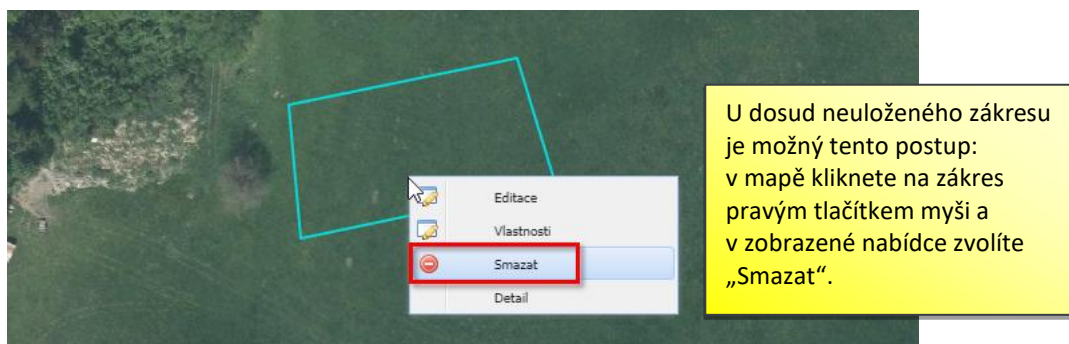 Editace
Vlastnosti
Smazat
Detail
U dosud neuloženého zákresu
je možný tento postup:
v mapě kliknete na zákres
pravým tlačítkem myši a
v zobrazené nabídce zvolíte
„Smazat“.